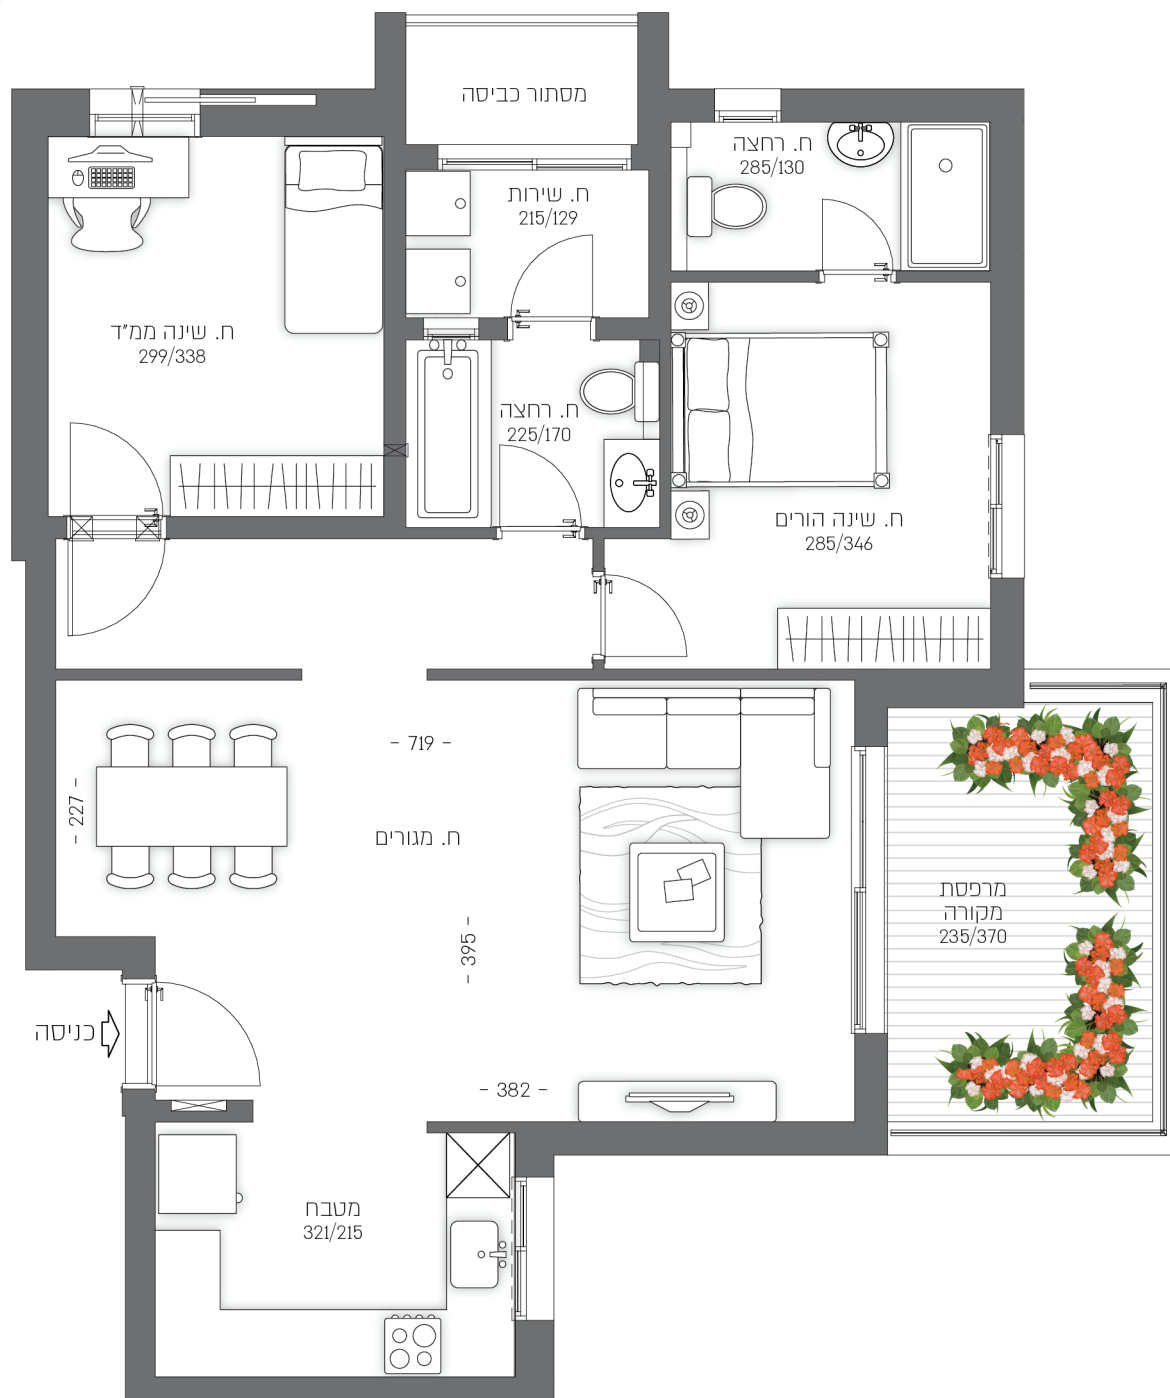 מסתור כביסה
ח. רחצה
285/130
ח. שירות
215/129
ח. שינה ממ"ד
299/338
ח. רחצה
225/170
ח. שינה הורים
285/346
- 719 -
- 227 -
ח. מגורים
מרפסת
מקורה
235/370
- 395 -
כניסה
- 382 -
מטבח
321/215